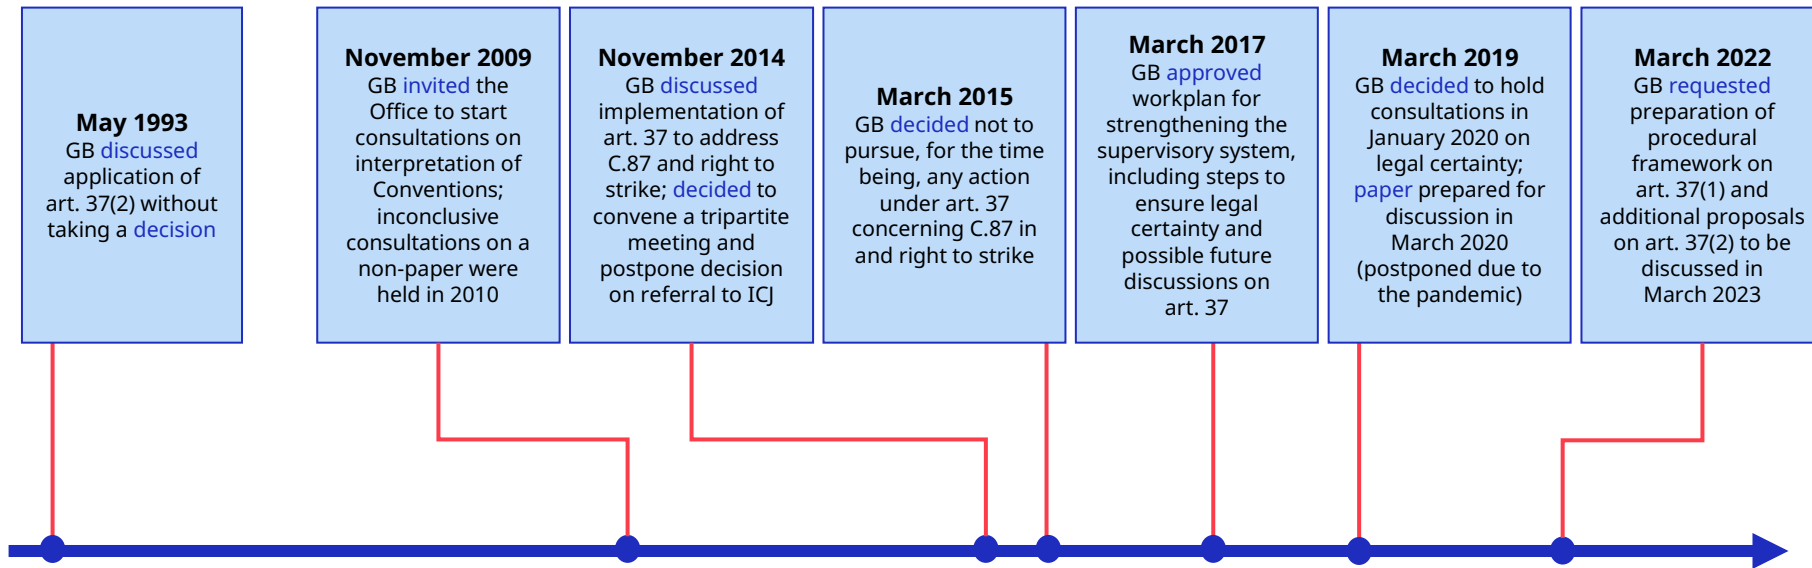 May 1993
GB discussed
application of
art. 37(2) without
taking a decision
November 2009
GB invited the
Office to start
consultations on
interpretation of
Conventions;
inconclusive
consultations on a
non-paper were
held in 2010
November 2014
GB discussed
implementation of
art. 37 to address
C.87 and right to
strike; decided to
convene a tripartite
meeting and
postpone decision
on referral to ICJ
March 2015
GB decided not to
pursue, for the time
being, any action
under art. 37
concerning C.87 in
and right to strike
March 2017
GB approved
workplan for
strengthening the
supervisory system,
including steps to
ensure legal
certainty and
possible future
discussions on
art. 37
March 2019
GB decided to hold
consultations in
January 2020 on
legal certainty;
paper prepared for
discussion in
March 2020
(postponed due to
the pandemic)
March 2022
GB requested
preparation of
procedural
framework on
art. 37(1) and
additional proposals
on art. 37(2) to be
discussed in
March 2023